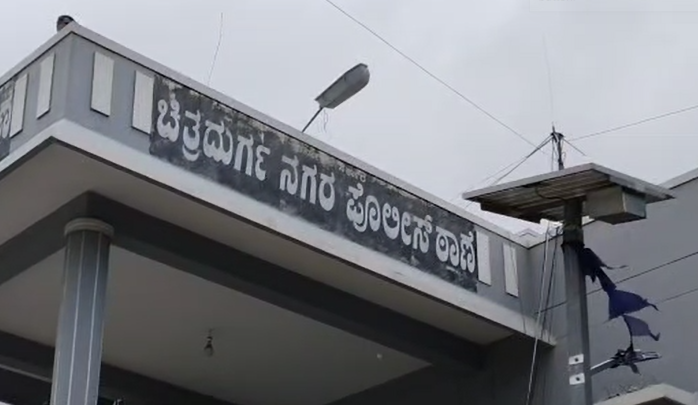 ಚಿತ್ರದುರ್ಗ ನಗರ ಪೊಲೀಸ್ ಠಾಣೆ